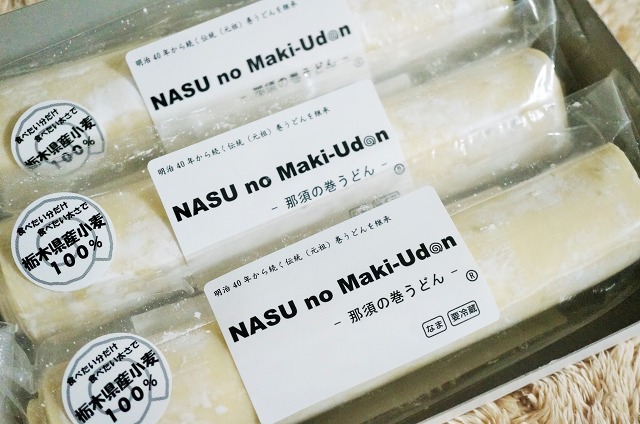 明治40年から続く伝統（元祖）巻うどんを継承
NASU no Maki-Udon
- 那須の巻うどん -
食べたい分だけ
食べたい太さで
栃木県産小麦
100%
明治40年から続く伝統（元祖）巻うどんを継承
NASU no Maki-Udon
- 那須の巻うどん - ®
食べたい分だけ
食べたい太さで
栃木県産小麦
100%
明治40年から続く伝統（元祖）巻うどんを継承
NASU no Maki-Udon
- 那須の巻うどん - ®
なま 要冷蔵
食べたい分だけ
食べたい太さで
栃木県産小麦
100%